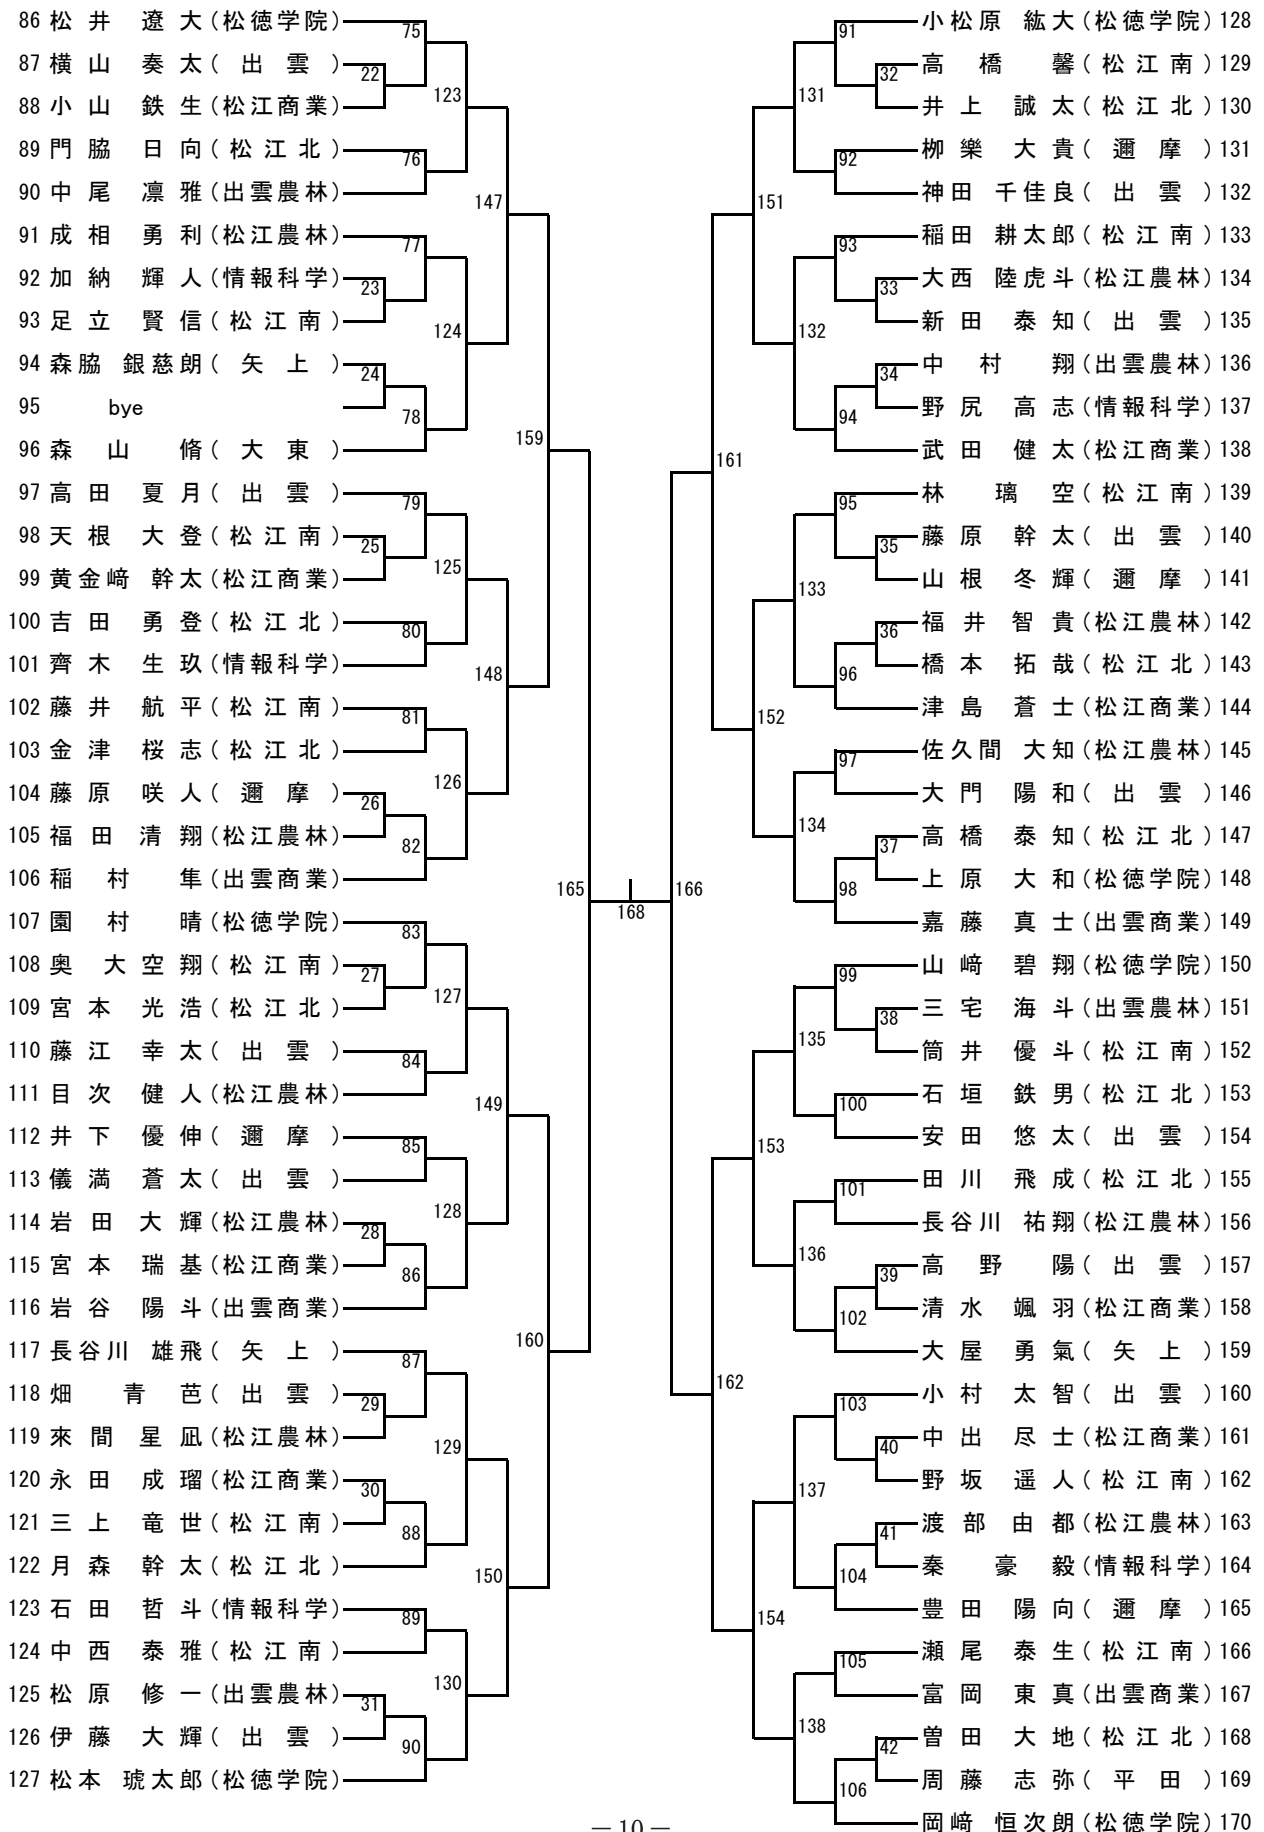 86 松井 遼大 (松徳学院)
87 横山 奏太 (出雲)
88 小山 鉄生 (松江商業)
89 門脇 日向 (松江北)
90 中尾 凛雅 (出雲農林)
91 成相 勇利 (松江農林)
92 加納 輝人 (情報科学)
93 足立 賢信 (松江南)
94 森脇 銀慈朗 (矢上)
95 bye
96 森山 脩 (大東)
97 高田 夏月 (出雲)
98 天根 大登 (松江南)
99 黄金﨑 幹太 (松江商業)
100 吉田 勇登 (松江北)
101 齊木 生玖 (情報科学)
102 藤井 航平 (松江南)
103 金津 桜志 (松江北)
104 藤原 咲人 (邇摩)
105 福田 清翔 (松江農林)
106 稲村 隼 (出雲商業)
107 園村 晴 (松徳学院)
108 奥 大空翔 (松江南)
109 宮本 光浩 (松江北)
110 藤江 幸太 (出雲)
111 目次 健人 (松江農林)
112 井下 優伸 (邇摩)
113 儀満 蒼太 (出雲)
114 岩田 大輝 (松江農林)
115 宮本 瑞基 (松江商業)
116 岩谷 陽斗 (出雲商業)
117 長谷川 雄飛 (矢上)
118 畑 青芭 (出雲)
119 來間 星凪 (松江農林)
120 永田 成瑠 (松江商業)
121 三上 竜世 (松江南)
122 月森 幹太 (松江北)
123 石田 哲斗 (情報科学)
124 中西 泰雅 (松江南)
125 松原 修一 (出雲農林)
126 伊藤 大輝 (出雲)
127 松本 琥太郎 (松徳学院)
75
22
123
76
147
77
23
124
24
78
159
79
25
125
80
148
81
126
26
82
165
83
27
127
84
149
85
128
28
86
160
87
29
129
30
88
150
89
130
31
90
168
166
91
32
131
92
151
93
33
132
34
94
161
95
35
133
36
96
152
97
134
37
98
99
38
135
100
153
101
136
39
102
162
103
40
137
41
104
154
105
138
42
106
小松原 紘大 (松徳学院) 128
高橋 馨 (松江南) 129
井上 誠太 (松江北) 130
栁樂 大貴 (邇摩) 131
神田 千佳良 (出雲) 132
稲田 耕太郎 (松江南) 133
大西 陸虎斗 (松江農林) 134
新田 泰知 (出雲) 135
中村 翔 (出雲農林) 136
野尻 高志 (情報科学) 137
武田 健太 (松江商業) 138
林 璃空 (松江南) 139
藤原 幹太 (出雲) 140
山根 冬輝 (邇摩) 141
福井 智貴 (松江農林) 142
橋本 拓哉 (松江北) 143
津島 蒼士 (松江商業) 144
佐久間 大知 (松江農林) 145
大門 陽和 (出雲) 146
高橋 泰知 (松江北) 147
上原 大和 (松徳学院) 148
嘉藤 真士 (出雲商業) 149
山﨑 碧翔 (松徳学院) 150
三宅 海斗 (出雲農林) 151
筒井 優斗 (松江南) 152
石垣 鉄男 (松江北) 153
安田 悠太 (出雲) 154
田川 飛成 (松江北) 155
長谷川 祐翔 (松江農林) 156
高野 陽 (出雲) 157
清水 颯羽 (松江商業) 158
大屋 勇氣 (矢上) 159
小村 太智 (出雲) 160
中出 尽士 (松江商業) 161
野坂 遥人 (松江南) 162
渡部 由都 (松江農林) 163
秦 豪毅 (情報科学) 164
豊田 陽向 (邇摩) 165
瀬尾 泰生 (松江南) 166
富岡 東真 (出雲商業) 167
曽田 大地 (松江北) 168
周藤 志弥 (平田) 169
岡﨑 恒次朗 (松徳学院) 170
― 10 ―